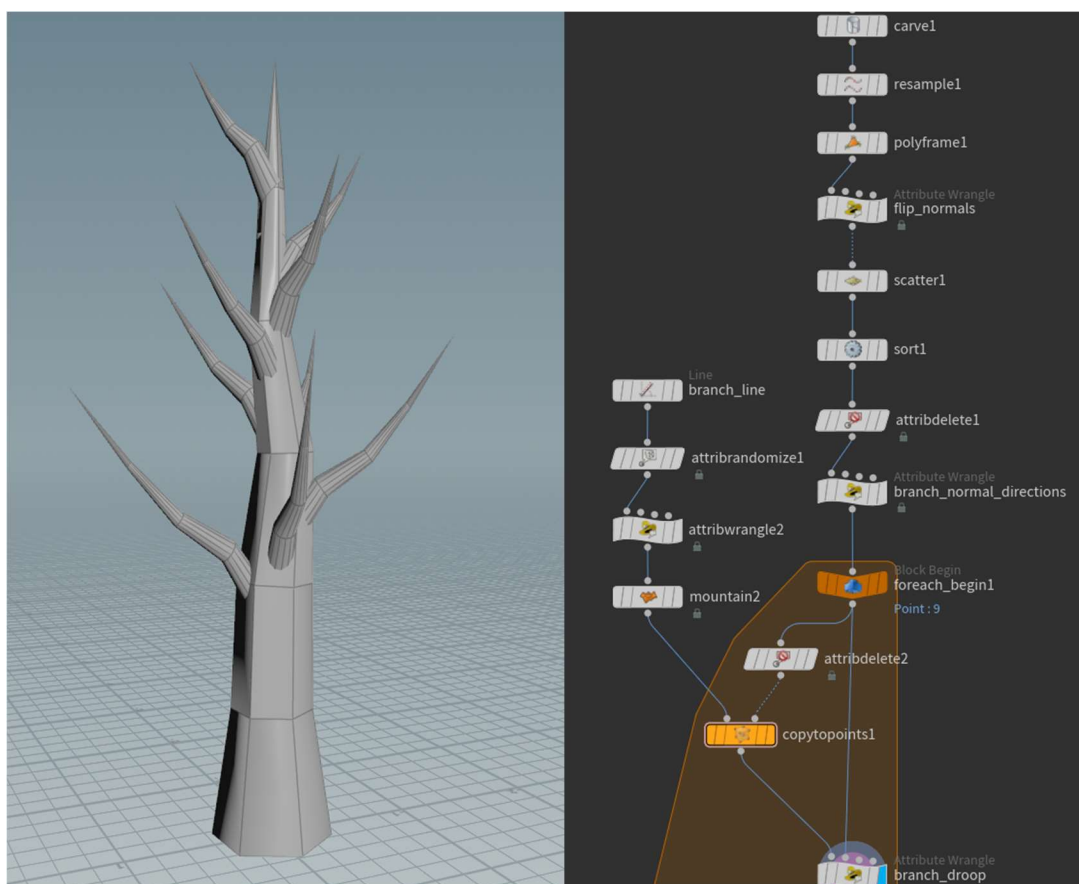 carve1
resample1
polyframe1
Attribute Wrangle
flip_normals
scatter1
sort1
Line
branch_line
attribdelete1
attribrandomize1
Attribute Wrangle
branch_normal_directions
attribwrangle2
Block Begin
foreach_begin1
mountain2
Point : 9
attribdelete2
copytopoints1
Attribute Wrangle
branch_droop